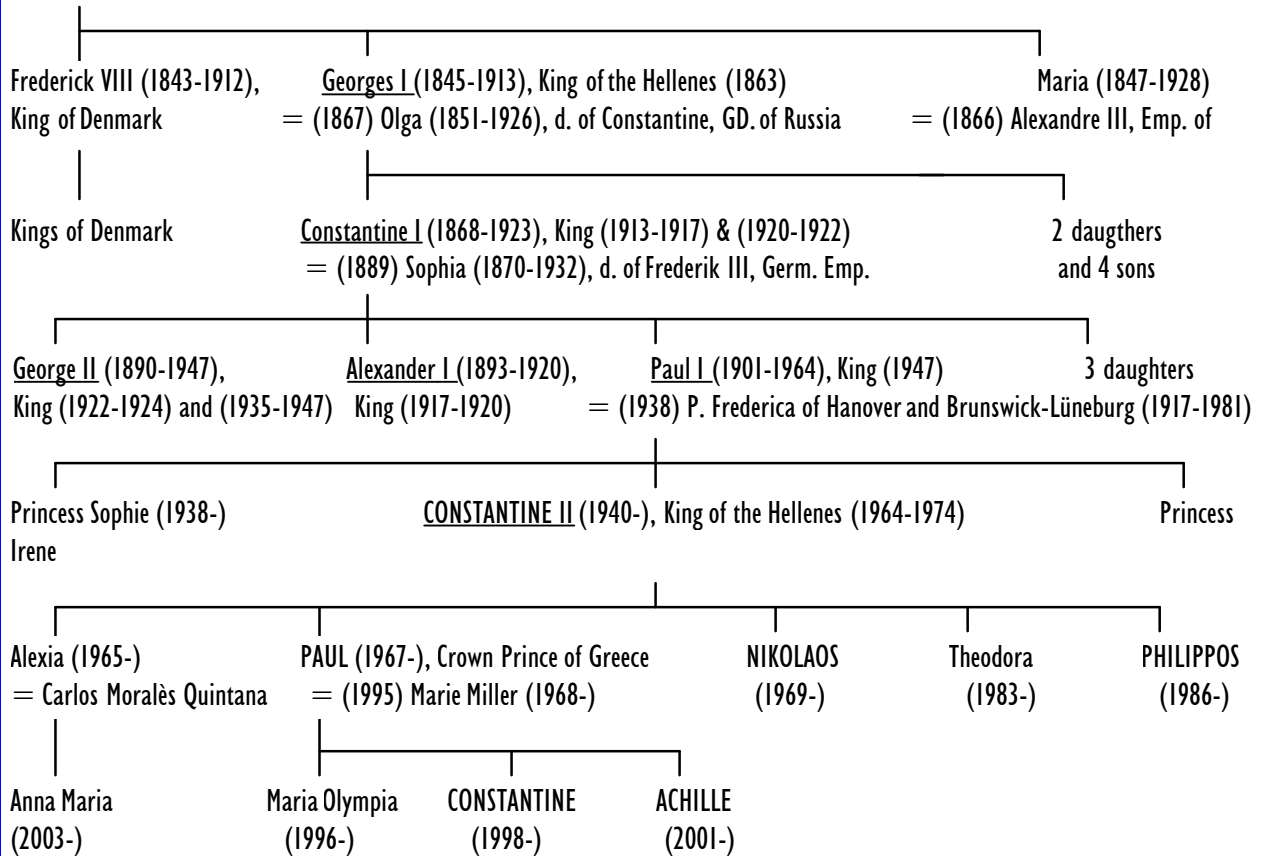 Frederick VIII (1843-1912), Georges I (1845-1913), King of the Hellenes (1863) Maria (1847-1928)
King of Denmark = (1867) Olga (1851-1926), d. of Constantine, GD. of Russia = (1866) Alexandre III, Emp. of
Kings of Denmark Constantine I (1868-1923), King (1913-1917) & (1920-1922) 2 daugthers
= (1889) Sophia (1870-1932), d. of Frederik III, Germ. Emp. and 4 sons
George II (1890-1947), Alexander I (1893-1920), Paul I (1901-1964), King (1947) 3 daughters
King (1922-1924) and (1935-1947) King (1917-1920) = (1938) P. Frederica of Hanover and Brunswick-Lüneburg (1917-1981)
Princess Sophie (1938-) CONSTANTINE II (1940-), King of the Hellenes (1964-1974) Princess
Irene
Alexia (1965-) PAUL (1967-), Crown Prince of Greece NIKOLAOS Theodora PHILIPPOS
= Carlos Moralès Quintana = (1995) Marie Miller (1968-) (1969-) (1983-) (1986-)
Anna Maria Maria Olympia CONSTANTINE ACHILLE
(2003-) (1996-) (1998-) (2001-)